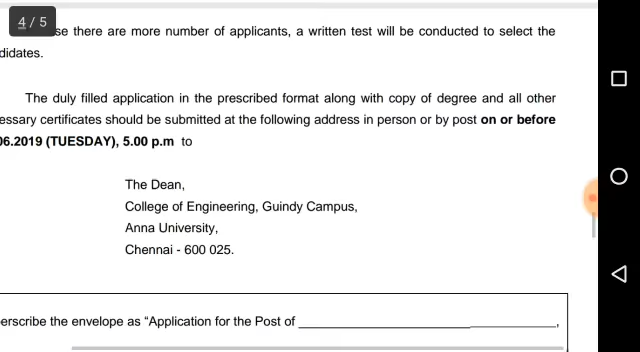 4 / 5
se there are more number of applicants, a written test will be conducted to select the
didates.
The duly filled application in the prescribed format along with copy of degree and all other
essary certificates should be submitted at the following address in person or by post on or before
06.2019 (TUESDAY), 5.00 p.m to
The Dean,
College of Engineering, Guindy Campus,
Anna University,
Chennai - 600 025.
erscribe the envelope as “Application for the Post of ____________________________________,